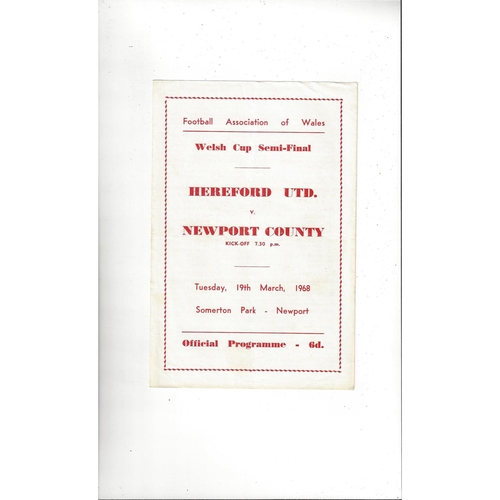 Football Association of Wales
Welsh Cup Semi-Final
HEREFORD UTD.
v.
NEWPORT COUNTY
KICK-OFF 7.30 p.m.
Tuesday, 19th March, 1968
Somerton Park - Newport
Official Programme - 6d.